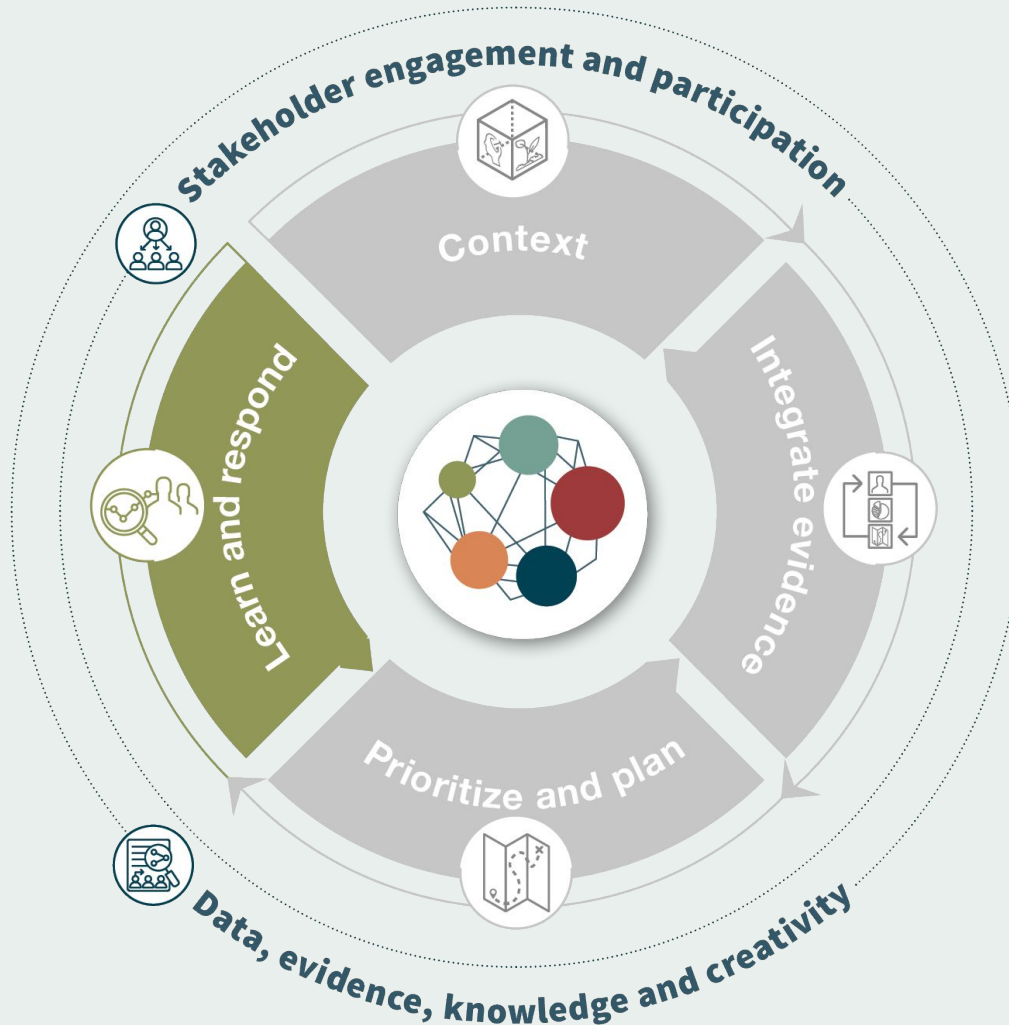 Stakeholder engagement and participation
Context
Integrate evidence
Learn and respond
Prioritize and plan
Data, evidence, knowledge and creativity